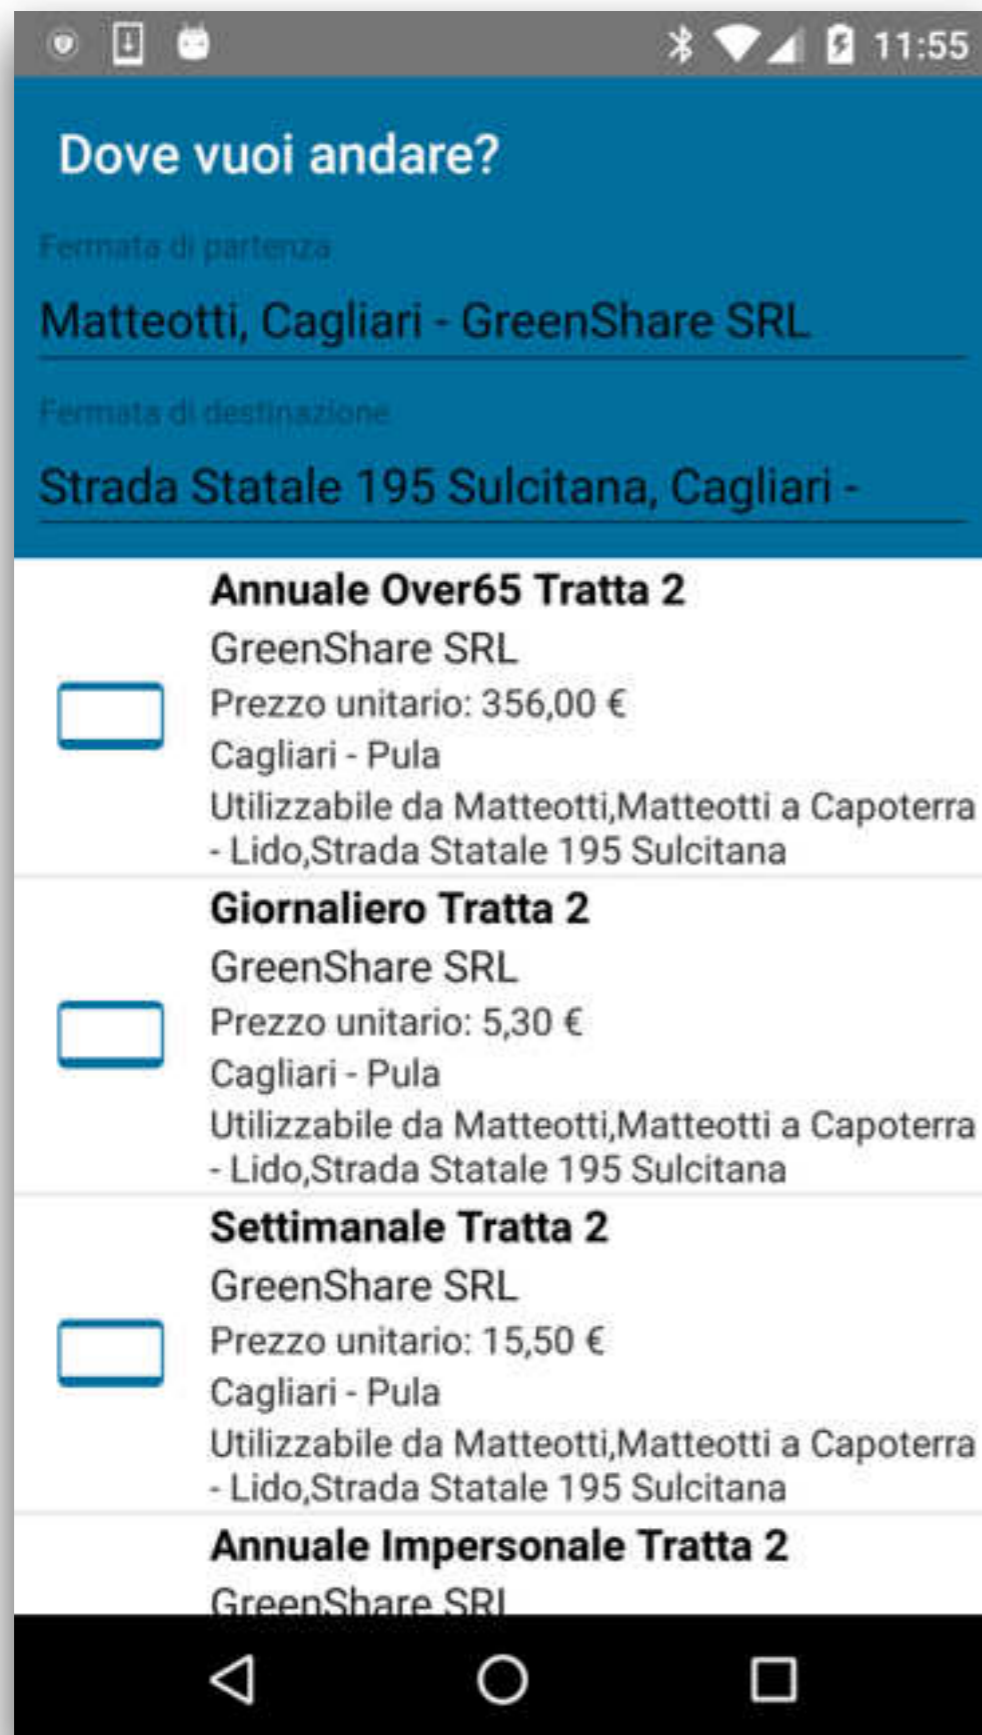 11:55
Dove vuoi andare?
Fermata di partenza
Matteotti, Cagliari - GreenShare SRL
Fermata di destinazione
Strada Statale 195 Sulcitana, Cagliari -
Annuale Over65 Tratta 2
GreenShare SRL
Prezzo unitario: 356,00 €
Cagliari - Pula
Utilizzabile da Matteotti,Matteotti a Capoterra
- Lido,Strada Statale 195 Sulcitana
Giornaliero Tratta 2
GreenShare SRL
Prezzo unitario: 5,30 €
Cagliari - Pula
Utilizzabile da Matteotti,Matteotti a Capoterra
- Lido,Strada Statale 195 Sulcitana
Settimanale Tratta 2
GreenShare SRL
Prezzo unitario: 15,50 €
Cagliari - Pula
Utilizzabile da Matteotti,Matteotti a Capoterra
- Lido,Strada Statale 195 Sulcitana
Annuale Impersonale Tratta 2
GreenShare SRL